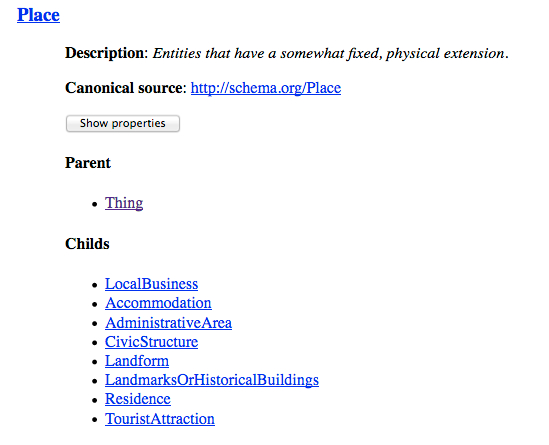 Place
Description: Entities that have a somewhat fixed, physical extension.
Canonical source: http://schema.org/Place
Show properties
Parent
• Thing
Childs
• LocalBusiness
• Accommodation
• AdministrativeArea
• CivicStructure
• Landform
• LandmarksOrHistoricalBuildings
• Residence
• TouristAttraction